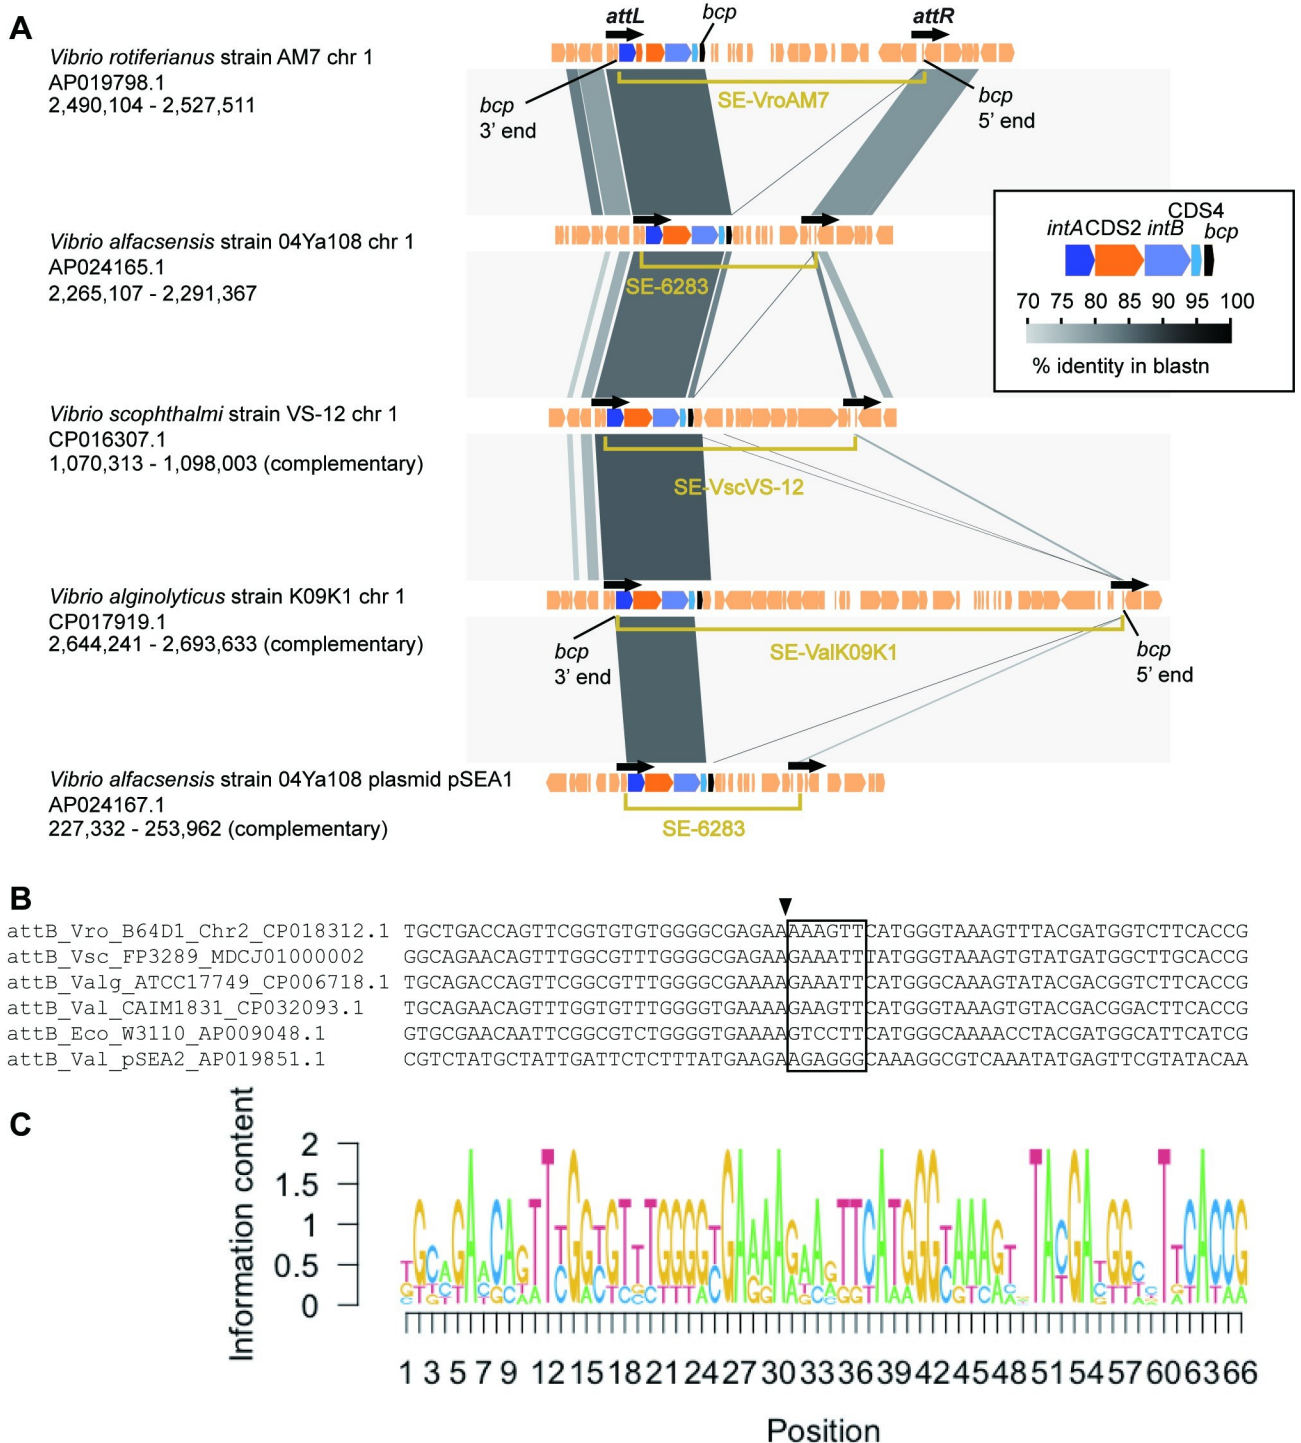 A
attL
bcp
attR
Vibrio rotiferianus strain AM7 chr 1
AP019798.1
2,490,104 - 2,527,511
bcp
3’ end
SE-VroAM7
bcp
5’ end
Vibrio alfacsensis strain 04Ya108 chr 1
AP024165.1
2,265,107 - 2,291,367
SE-6283
CDS4
intA CDS2 intB bcp
70 75 80 85 90 95 100
% identity in blastn
Vibrio scophthalmi strain VS-12 chr 1
CP016307.1
1,070,313 - 1,098,003 (complementary)
SE-VscVS-12
Vibrio alginolyticus strain K09K1 chr 1
CP017919.1
2,644,241 - 2,693,633 (complementary)
bcp
3’ end
SE-ValK09K1
bcp
5’ end
Vibrio alfacsensis strain 04Ya108 plasmid pSEA1
AP024167.1
227,332 - 253,962 (complementary)
SE-6283
B
attB_Vro_B64D1_Chr2_CP018312.1 TGCTGACCAGTTCGGTGTGTGGGGCGAGAAAAAGTTCATGGGTAAAGTTTACGATGGTCTTCACCG
attB_Vsc_FP3289_MDCJ01000002 GGCAGAACAGTTTGGCGTTTGGGGCGAGAAGAAATTTATGGGTAAAGTGTATGATGGCTTGCACCG
attB_Valg_ATCC17749_CP006718.1 TGCAGACCAGTTCGGCGTTTGGGGCGAAAAGAAATTCATGGGTAAAGTCTACGATGGTCTTCACCG
attB_Val_CAIM1831_CP032093.1 TGCAGAACAGTTTGGTGTTTGGGGTGAAAAGAAGTTCATGGGTAAAGTGTACGACGGACTTCACCG
attB_Eco_W3110_AP009048.1 GTGCGAACAATTCGGCGTCTGGGGTGAAAAGTCCTTCATGGGCAAAACCTACGATGGCATTCATCG
attB_Val_pSEA2_AP019851.1 CGTCTATGCTATTGATTCTCTTTATGAAGAAGAGGGCAAAGGCGTCAAATATGAGTTCGTATACAA
C
Information content
2
1.5
1
0.5
0
1 3 5 7 9 12 15 18 21 24 27 30 33 36 39 42 45 48 51 54 57 60 63 66
Position